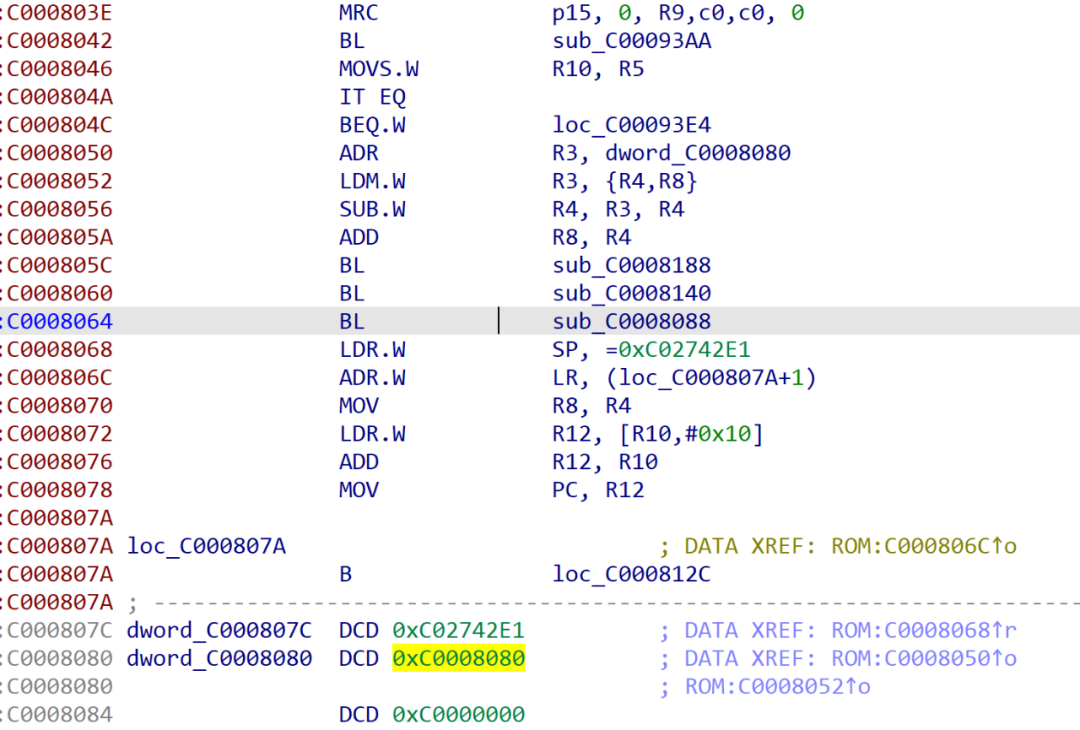 :C000803E MRC p15, 0, R9,c0,c0, 0
:C0008042 BL sub_C00093AA
:C0008046 MOVS.W R10, R5
:C000804A IT EQ
:C000804C BEQ.W loc_C00093E4
:C0008050 ADR R3, dword_C0008080
:C0008052 LDM.W R3, {R4,R8}
:C0008056 SUB.W R4, R3, R4
:C000805A ADD R8, R4
:C000805C BL sub_C0008188
:C0008060 BL sub_C0008140
:C0008064 BL sub_C0008088
:C0008068 LDR.W SP, =0xC02742E1
:C000806C ADR.W LR, (loc_C000807A+1)
:C0008070 MOV R8, R4
:C0008072 LDR.W R12, [R10,#0x10]
:C0008076 ADD R12, R10
:C0008078 MOV PC, R12
:C000807A
:C000807A loc_C000807A ; DATA XREF: ROM:C000806C↑o
:C000807A B loc_C000812C
:C000807A ; ---------------------------------------------------------------------------
:C000807C dword_C000807C DCD 0xC02742E1 ; DATA XREF: ROM:C0008068↑r
:C0008080 dword_C0008080 DCD 0xC0008080 ; DATA XREF: ROM:C0008050↑o
:C0008080 ; ROM:C0008052↑o
:C0008084 DCD 0xC0000000